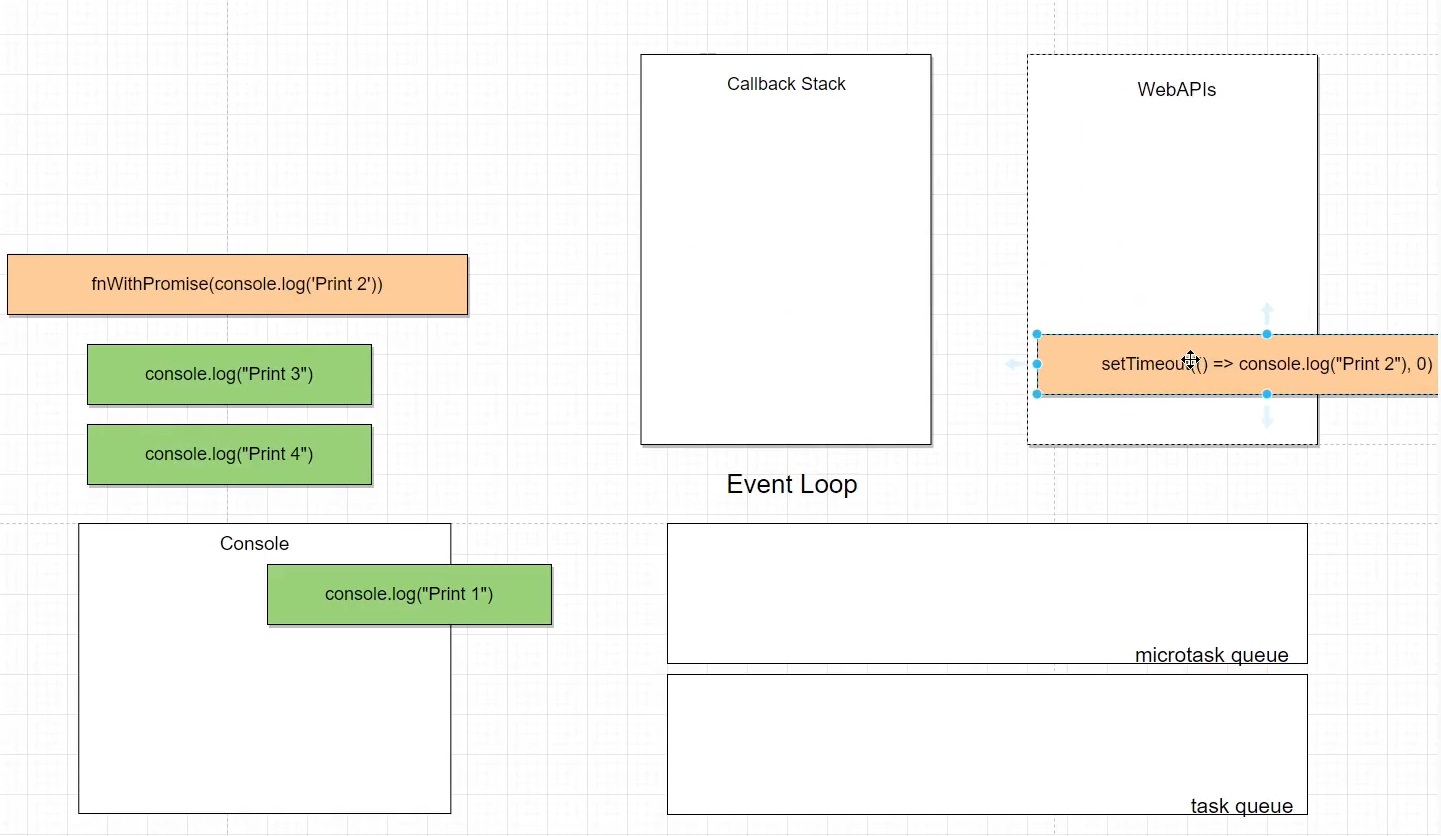 Callback Stack
WebAPIs
fnWithPromise(console.log('Print 2'))
setTimeout(() => console.log("Print 2"), 0)
console.log("Print 3")
console.log("Print 4")
Event Loop
Console
console.log("Print 1")
microtask queue
task queue